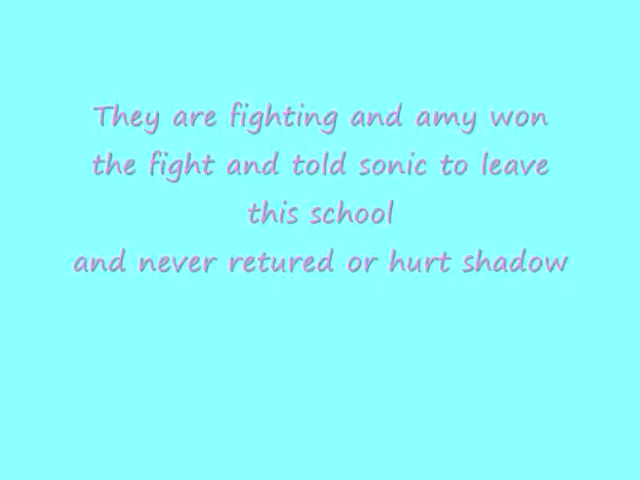 They are fighting and amy won
the fight and told sonic to leave
this school
and never retured or hurt shadow